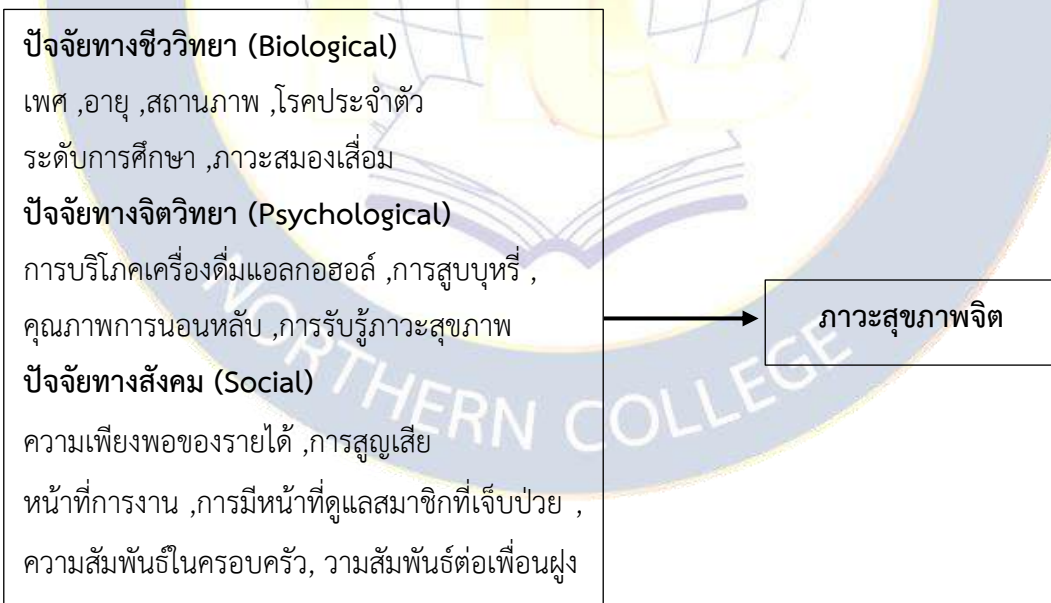 ปัจจัยทางชีววิทยา (Biological)
เพศ ,อายุ ,สถานภาพ ,โรคประจำตัว
ระดับการศึกษา ,ภาวะสมองเสื่อม
ปัจจัยทางจิตวิทยา (Psychological)
การบริโภคเครื่องดื่มแอลกอฮอล์ ,การสูบบุหรี่ ,
คุณภาพการนอนหลับ ,การรับรู้ภาวะสุขภาพ
ปัจจัยทางสังคม (Social)
ความเพียงพอของรายได้ ,การสูญเสีย
หน้าที่การงาน ,การมีหน้าที่ดูแลสมาชิกที่เจ็บป่วย ,
ความสัมพันธ์ในครอบครัว, วามสัมพันธ์ต่อเพื่อนฝูง
ภาวะสุขภาพจิต
NORTHERN COLLEGE